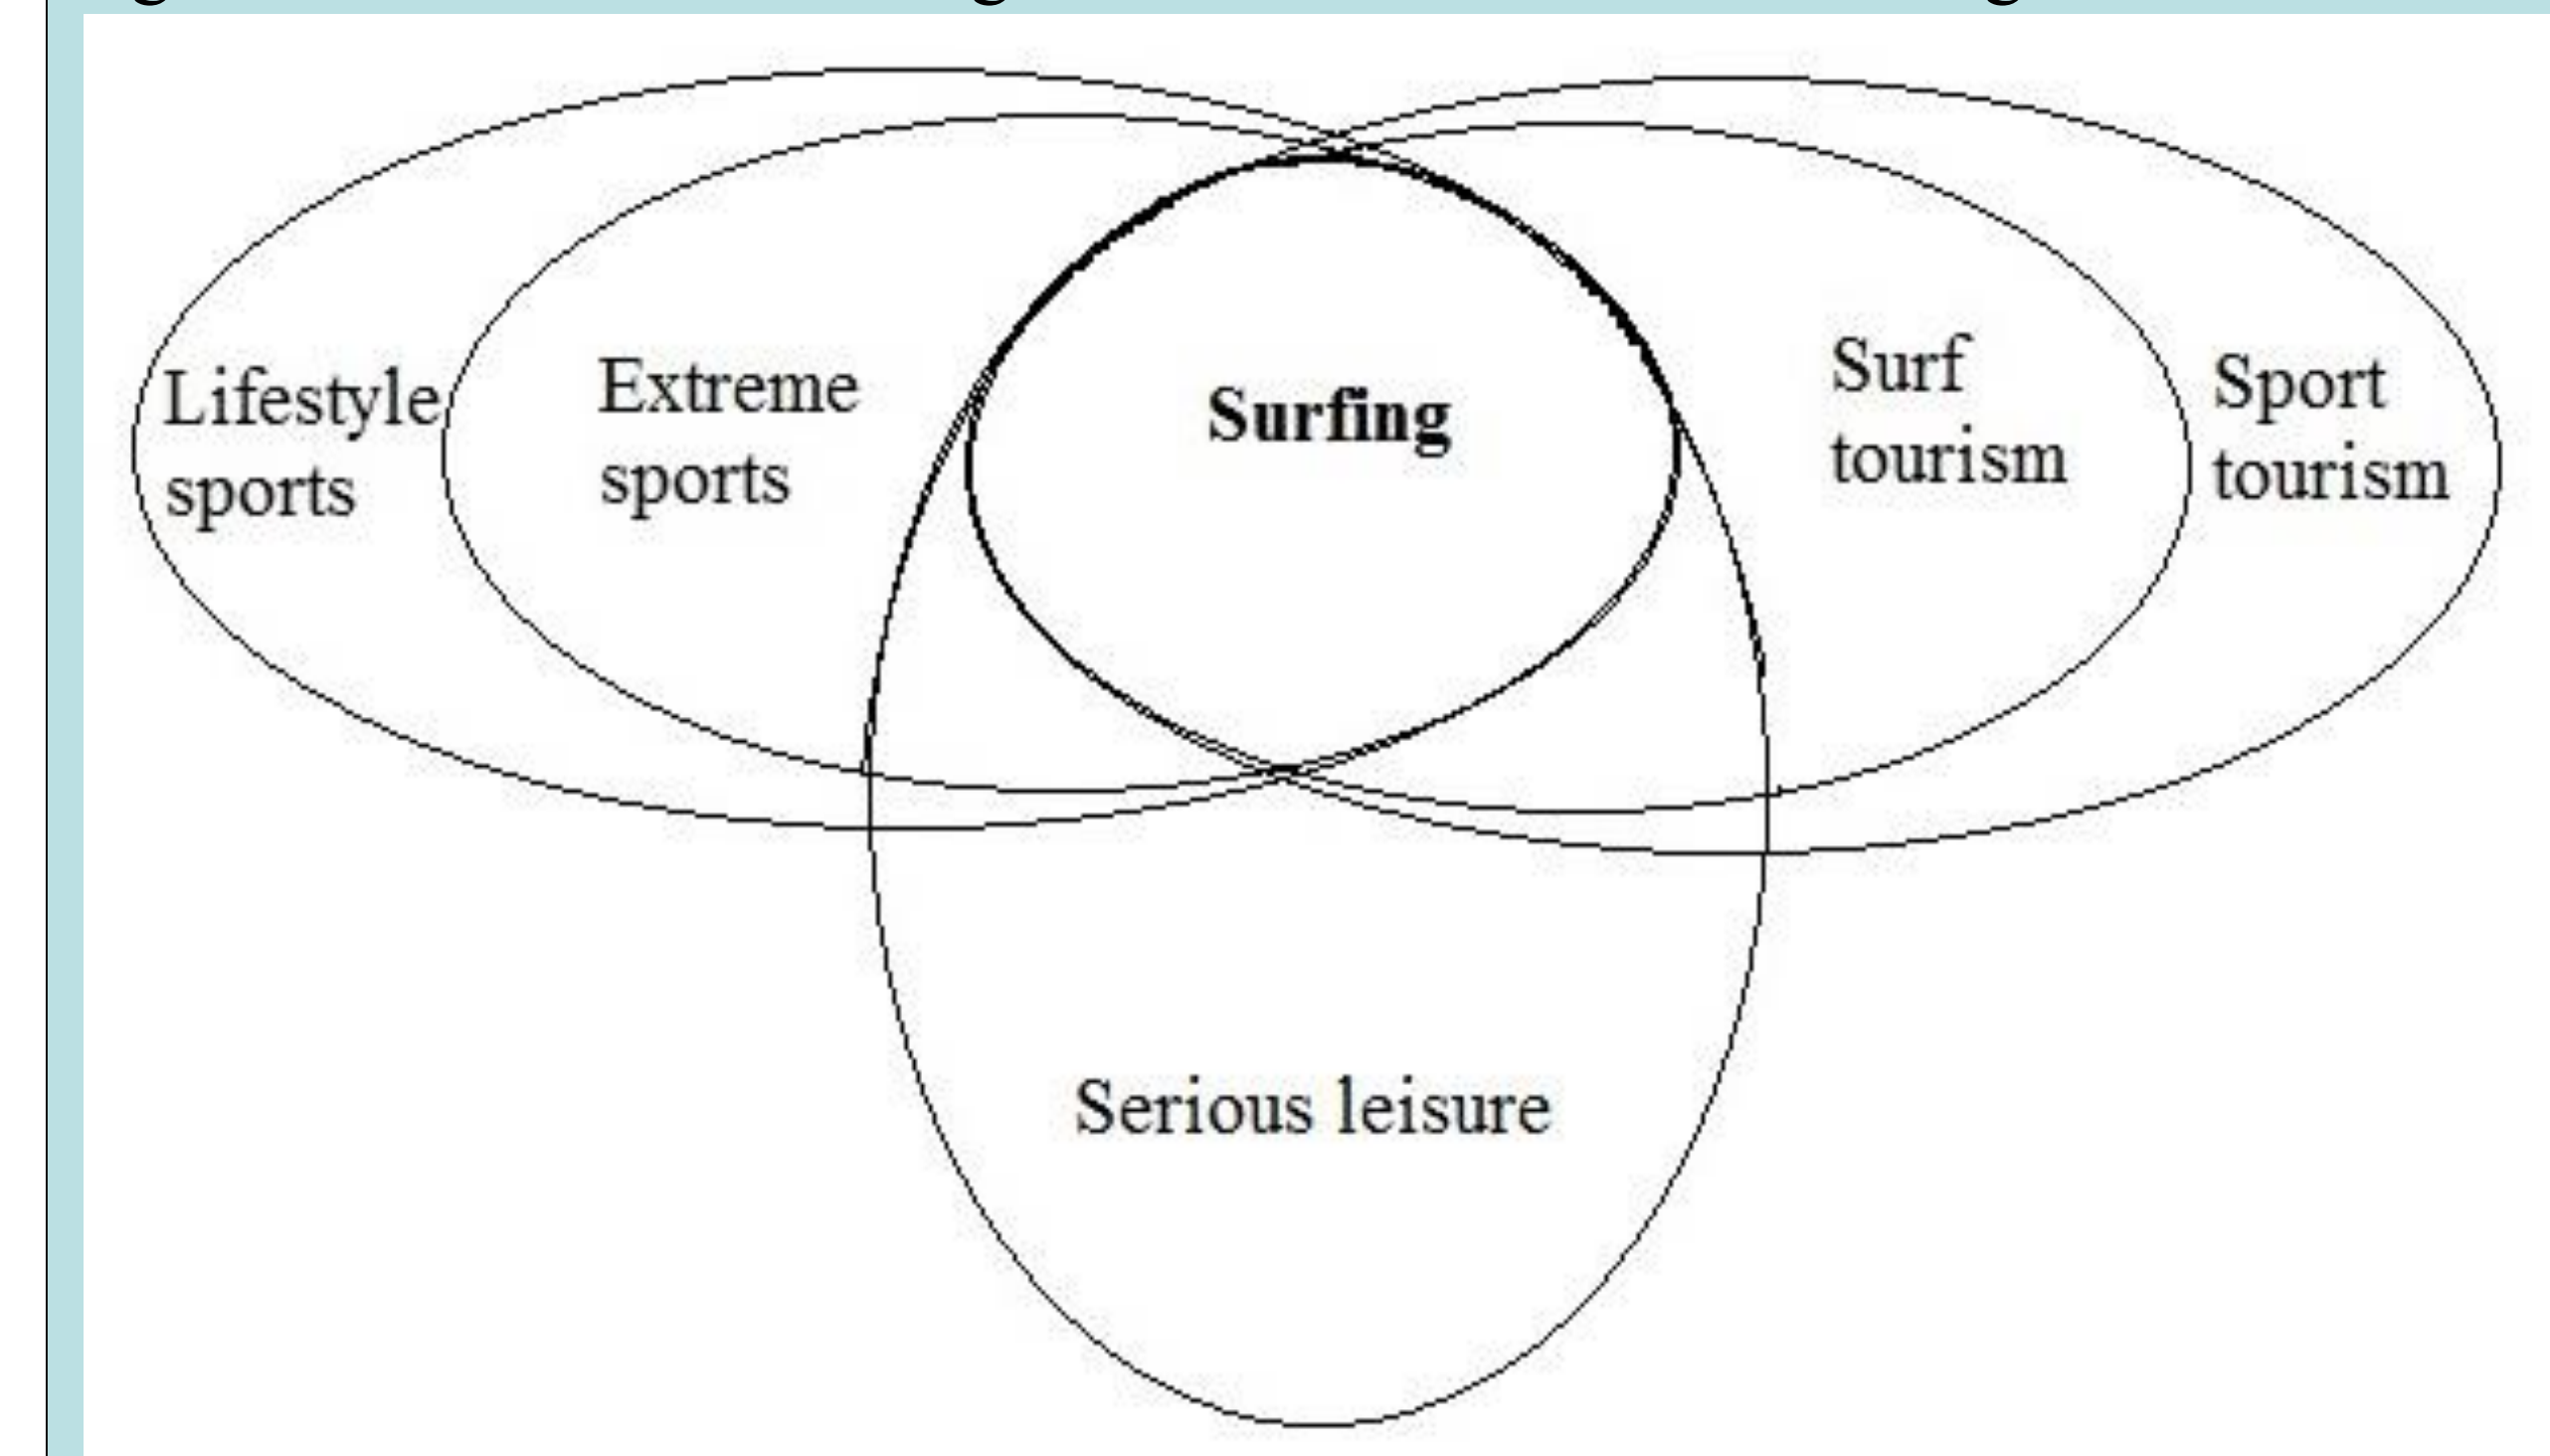 Lifestyle
sports
Extreme
sports
Surfing
Surf
tourism
Sport
tourism
Serious leisure